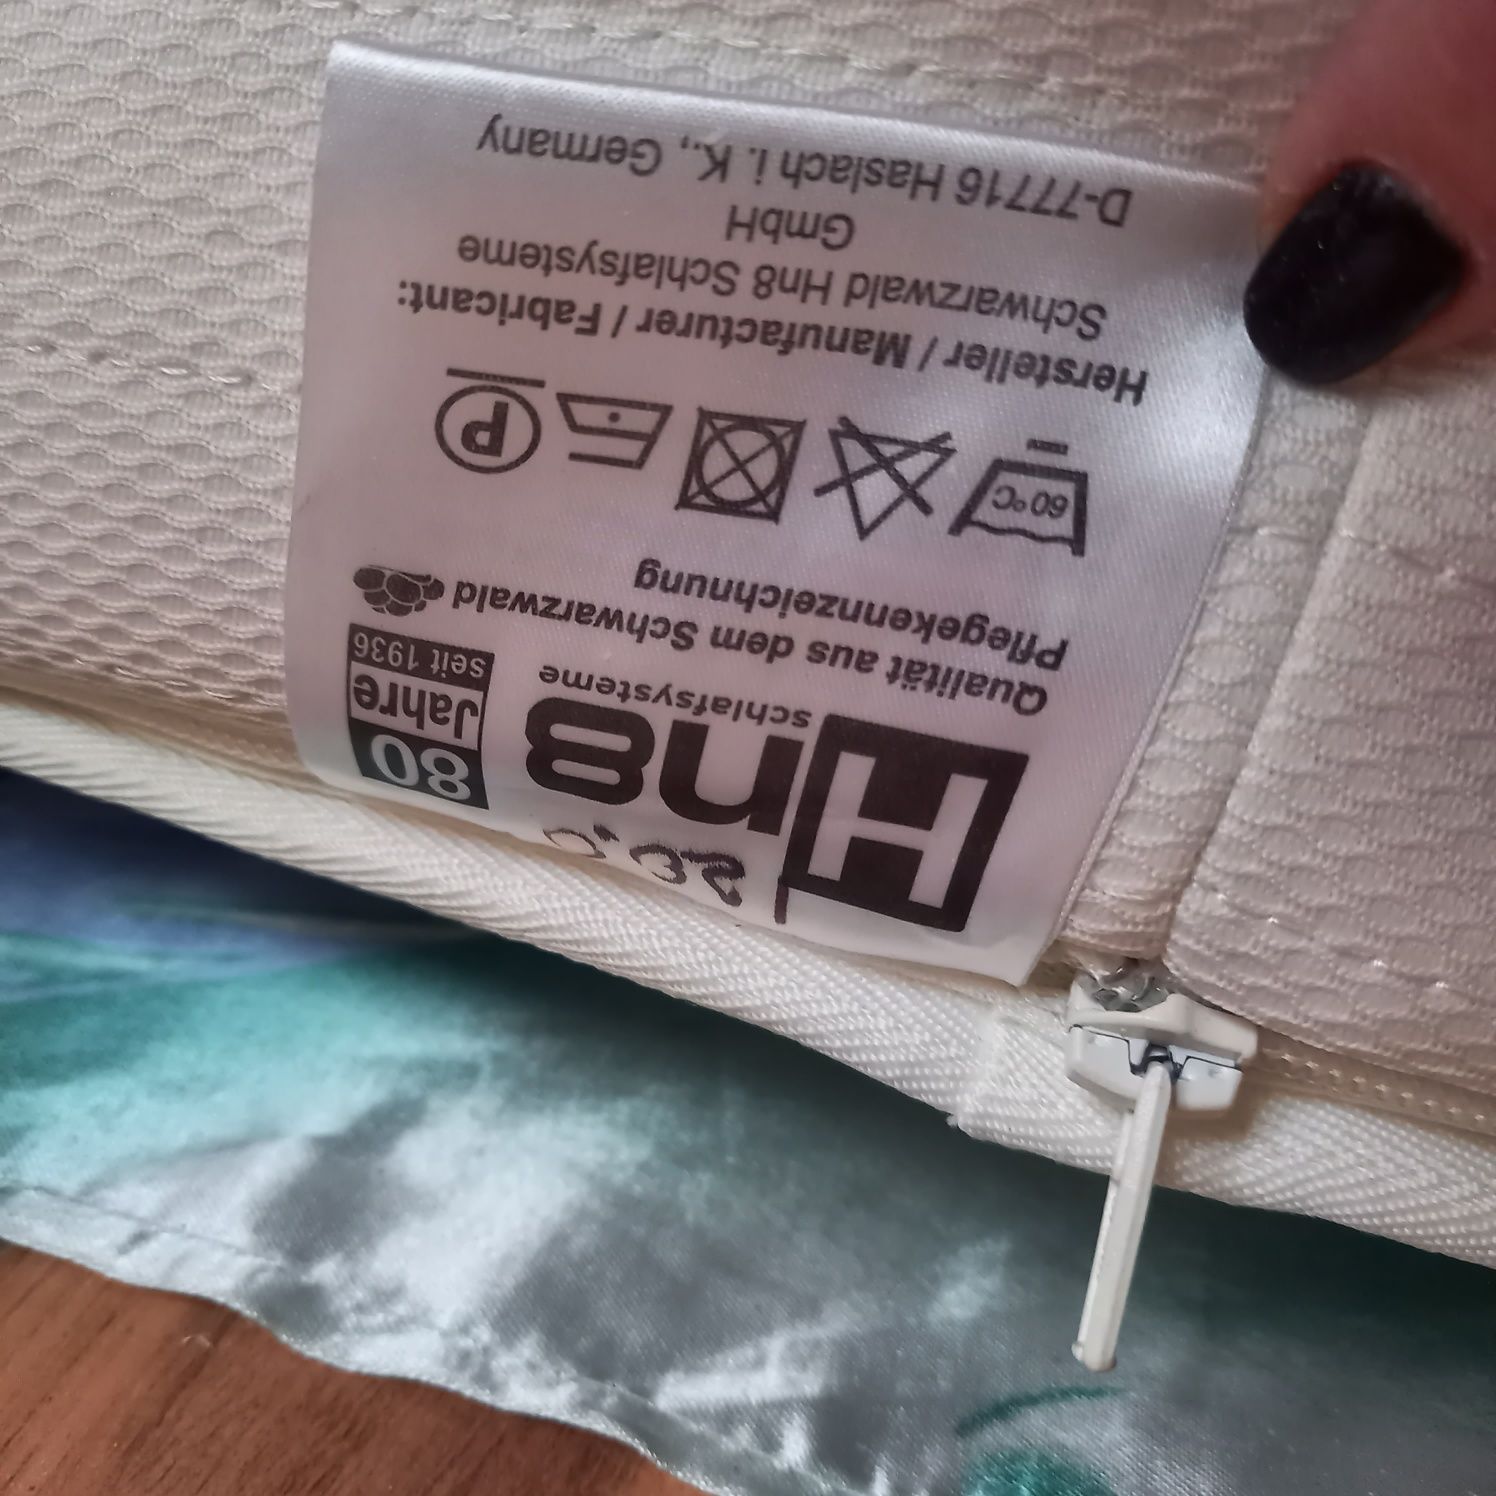 Hn8
schlafsysteme
80
Jahre
seit 1936
Qualität aus dem Schwarzwald
Pflegekennzeichnung
60°C
P
Hersteller / Manufacturer / Fabricant:
Schwarzwald Hn8 Schlafsysteme
GmbH
D-77716 Haslach i. K., Germany